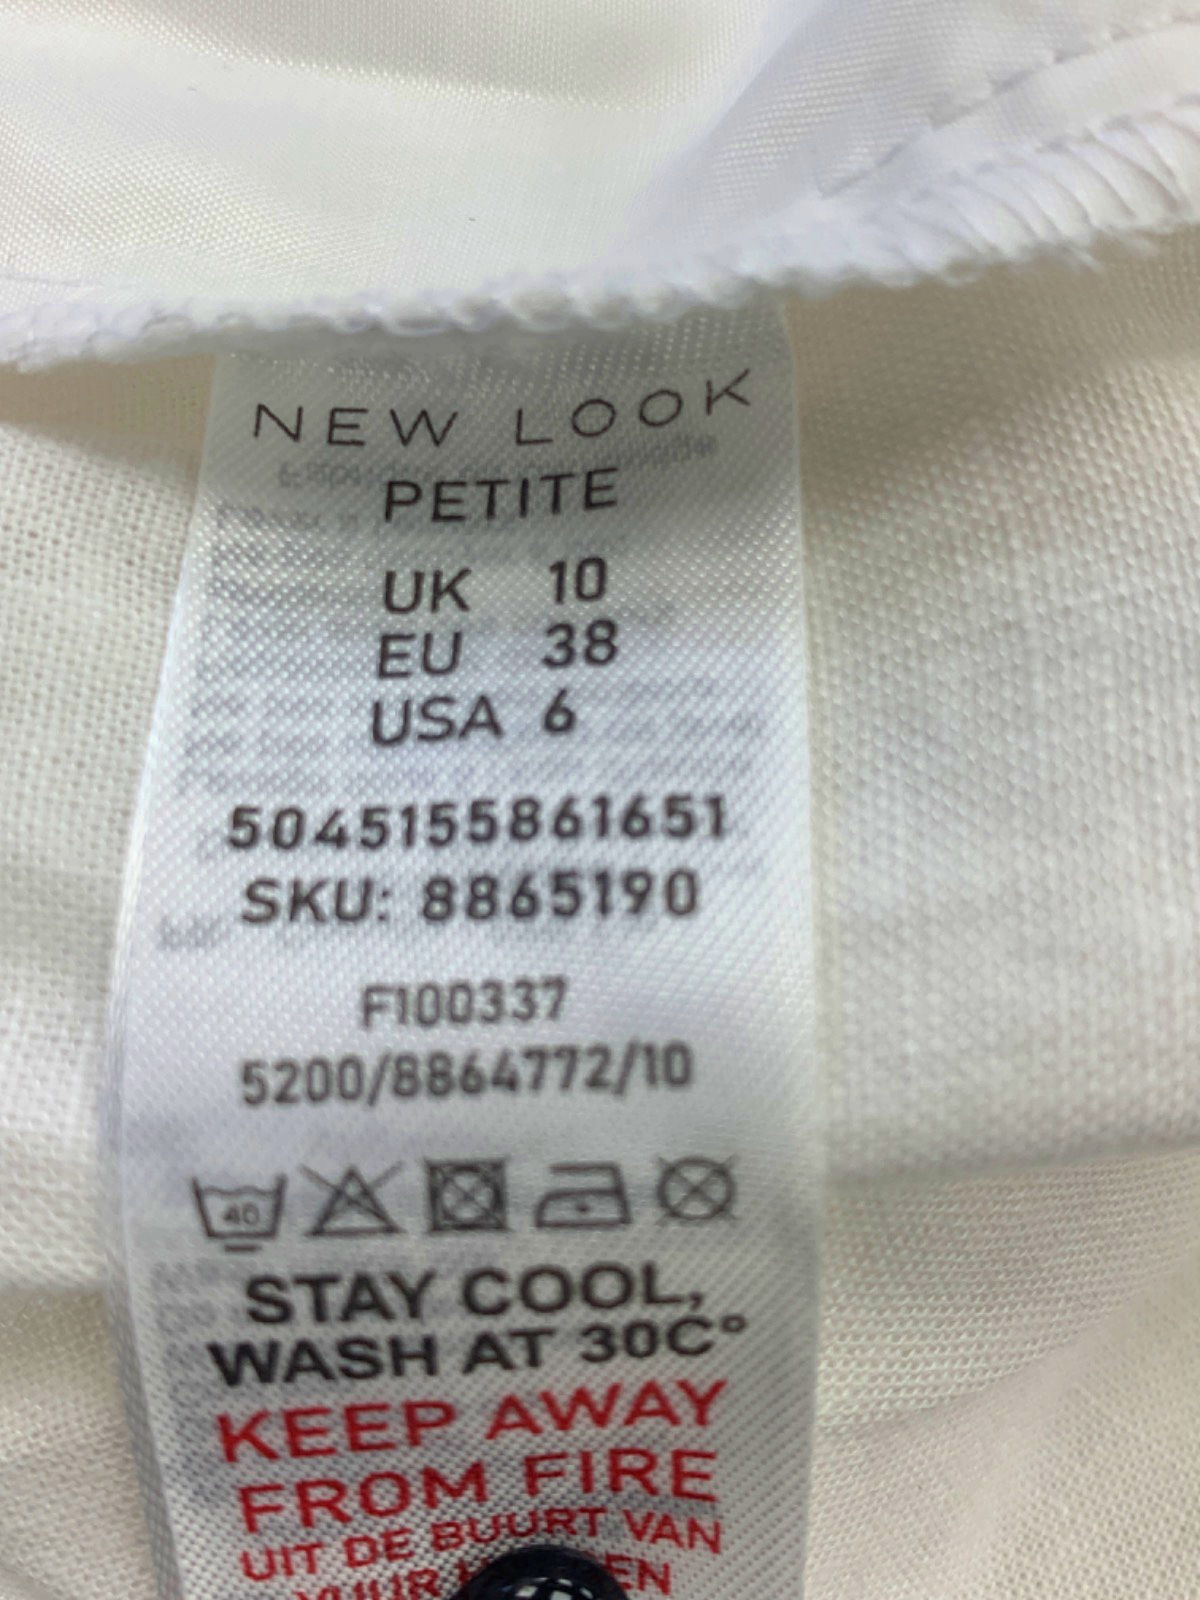 NEW LOOK
PETITE
UK 10
EU 38
USA 6
5045155861651
SKU: 8865190
F100337
5200/8864772/10
40
STAY COOL,
WASH AT 30C°
KEEP AWAY
FROM FIRE
UIT DE BUURT VAN